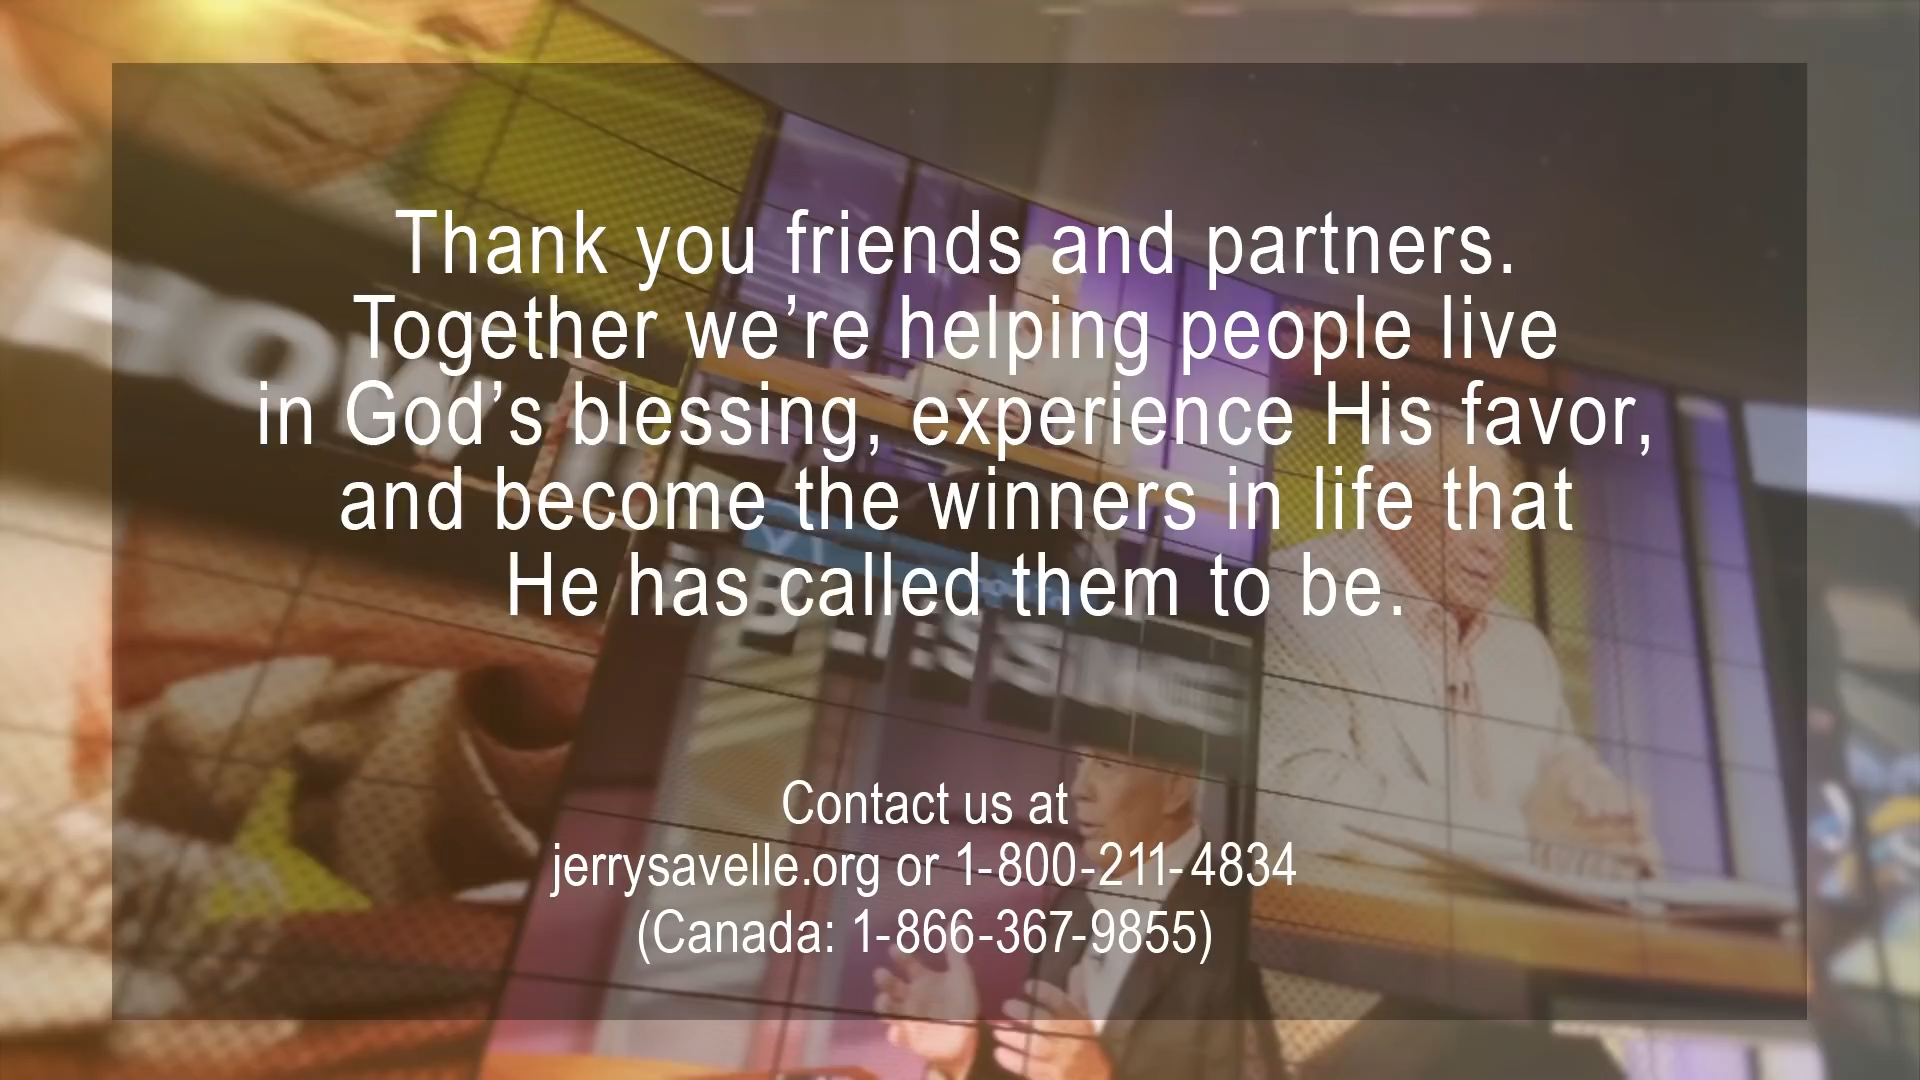 Thank you friends and partners.
Together we’re helping people live
in God’s blessing, experience His favor,
and become the winners in life that
He has called them to be.
HOW
BLESSING
Contact us at
jerrysavelle.org or 1-800-211-4834
(Canada: 1-866-367-9855)